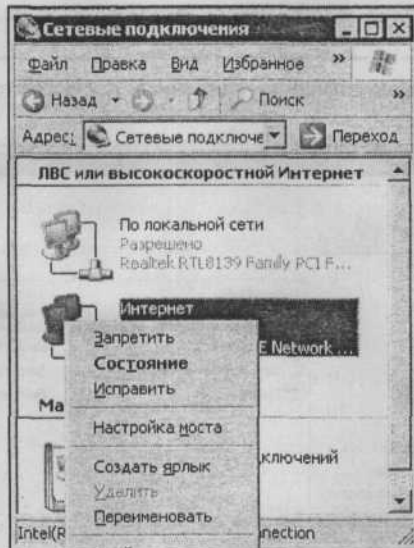 Сетевые подключения
Файл Правка Вид Избранное »
Назад Поиск »
Адрес: Сетевые подключе Переход
ЛВС или высокоскоростной Интернет
По локальной сети
Разрешено
Realtek RTL8139 Family PCI F...
Интернет
E Network ...
Запретить
Состояние
Исправить
Ма
Настройка моста
Создать ярлык
ключений
Удалить
Переименовать
Intel(R
nection